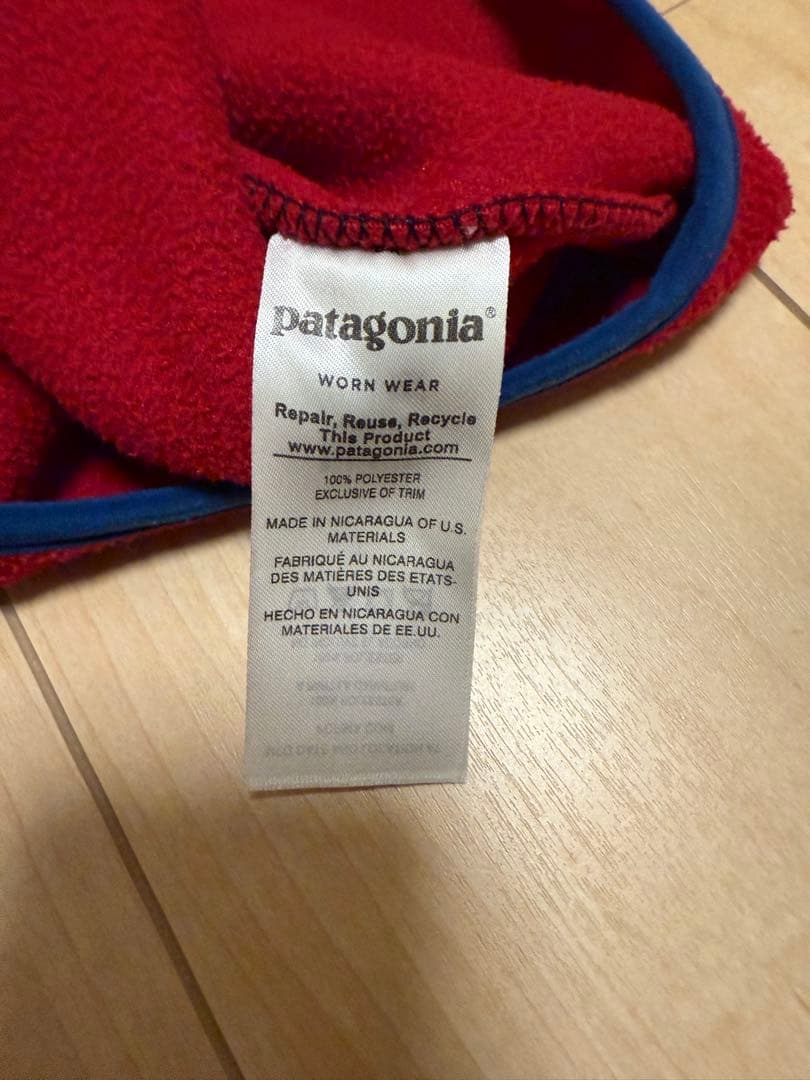 patagonia®
WORN WEAR
Repair, Reuse, Recycle
This Product
www.patagonia.com
100% POLYESTER
EXCLUSIVE OF TRIM
MADE IN NICARAGUA OF U.S.
MATERIALS
FABRIQUÉ AU NICARAGUA
DES MATIÈRES DES ETATS-
UNIS
HECHO EN NICARAGUA CON
MATERIALES DE EE.UU.